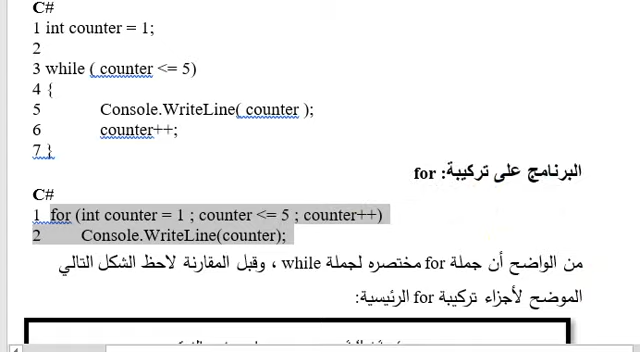 C#
1 int counter = 1;
2
3 while ( counter <= 5)
4 {
5 Console.WriteLine( counter );
6 counter++;
7 }
البرنامج على تركيبة: for
C#
1 for (int counter = 1 ; counter <= 5 ; counter++)
2 Console.WriteLine(counter);
من الواضح أن جملة for مختصره لجملة while ، وقبل المقارنة لاحظ الشكل التالي
الموضح لأجزاء تركيبة for الرئيسية: